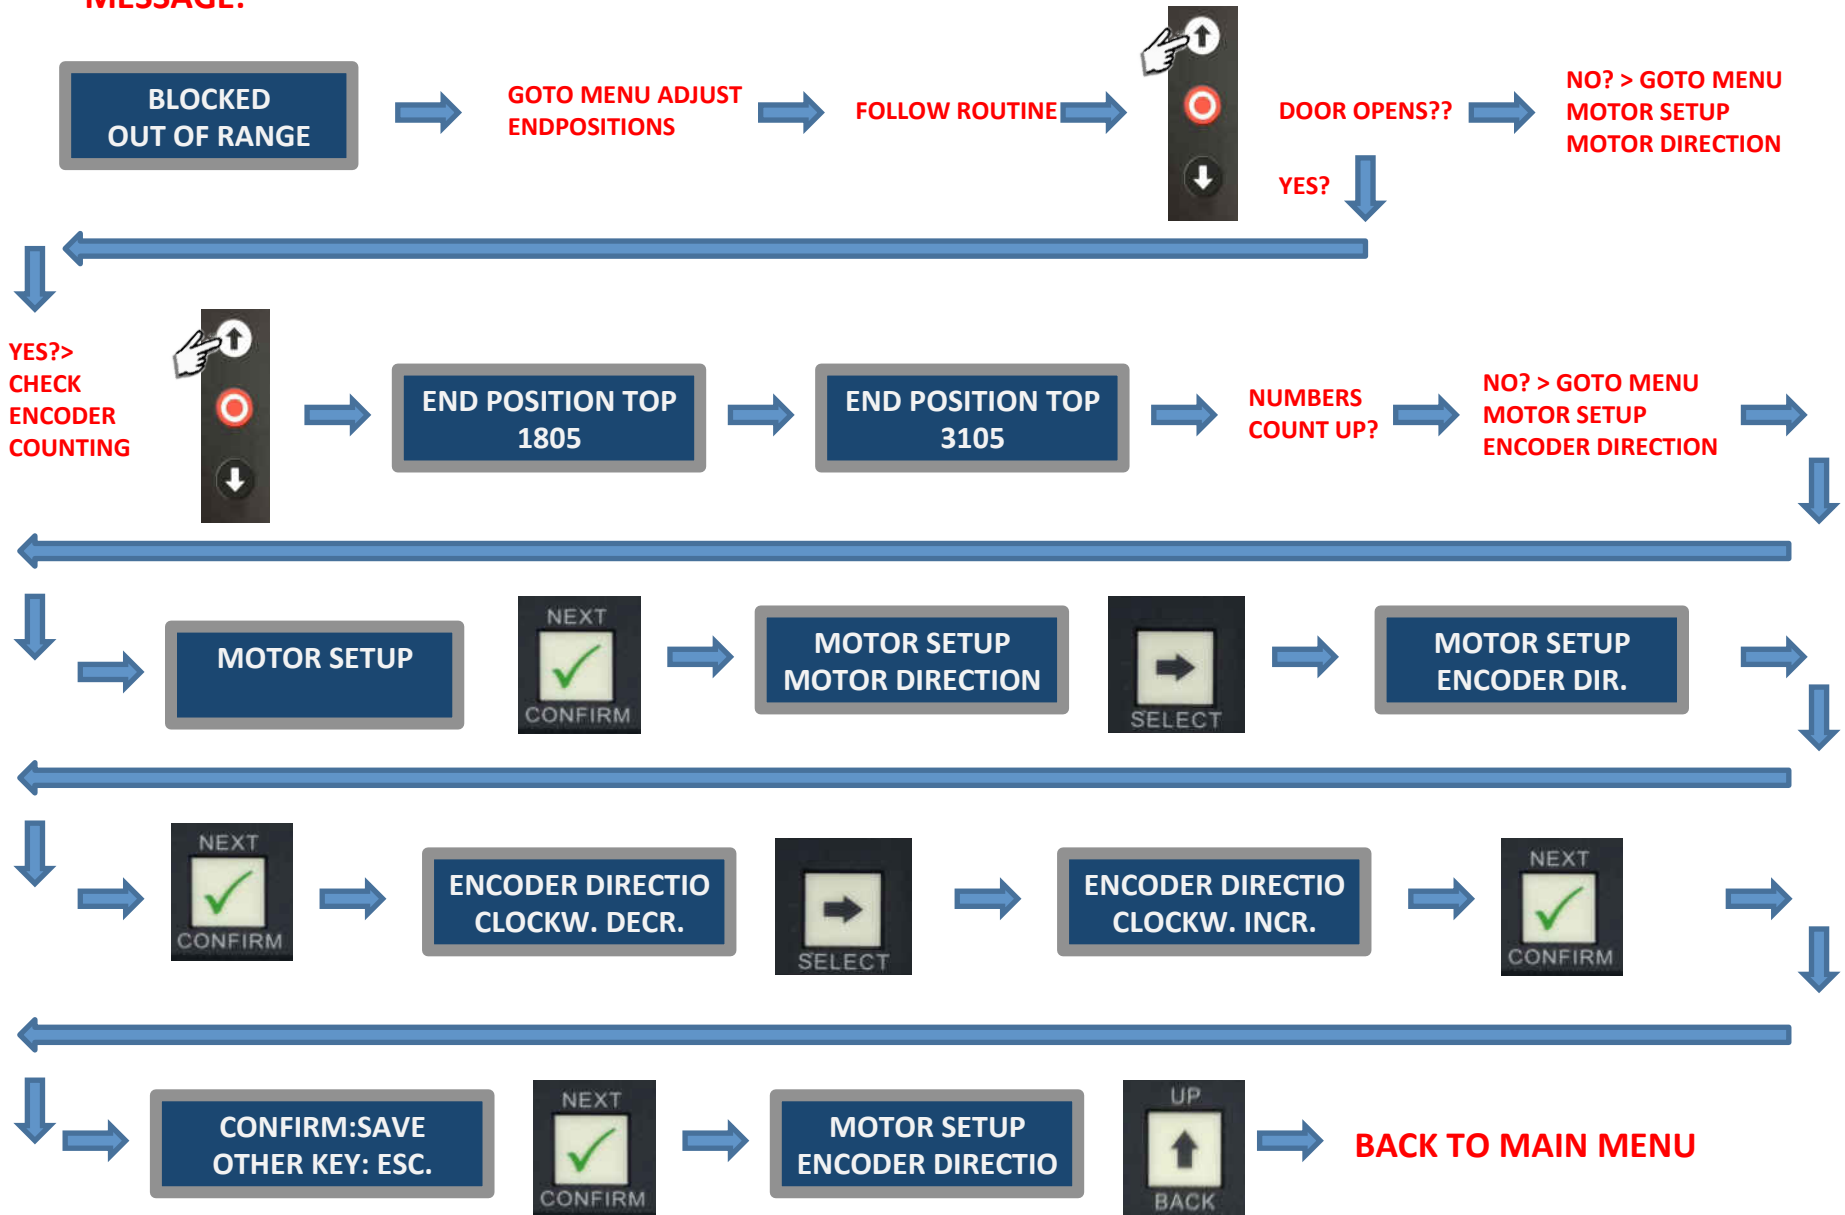 MESSAGE:
BLOCKED
OUT OF RANGE
GOTO MENU ADJUST
ENDPOSITIONS
FOLLOW ROUTINE
DOOR OPENS??
YES?
NO? > GOTO MENU
MOTOR SETUP
MOTOR DIRECTION
YES?>
CHECK
ENCODER
COUNTING
END POSITION TOP
1805
END POSITION TOP
3105
NUMBERS
COUNT UP?
NO? > GOTO MENU
MOTOR SETUP
ENCODER DIRECTION
MOTOR SETUP
NEXT
CONFIRM
MOTOR SETUP
MOTOR DIRECTION
SELECT
MOTOR SETUP
ENCODER DIR.
NEXT
CONFIRM
ENCODER DIRECTIO
CLOCKW. DECR.
SELECT
ENCODER DIRECTIO
CLOCKW. INCR.
NEXT
CONFIRM
CONFIRM:SAVE
OTHER KEY: ESC.
NEXT
CONFIRM
MOTOR SETUP
ENCODER DIRECTIO
UP
BACK
BACK TO MAIN MENU